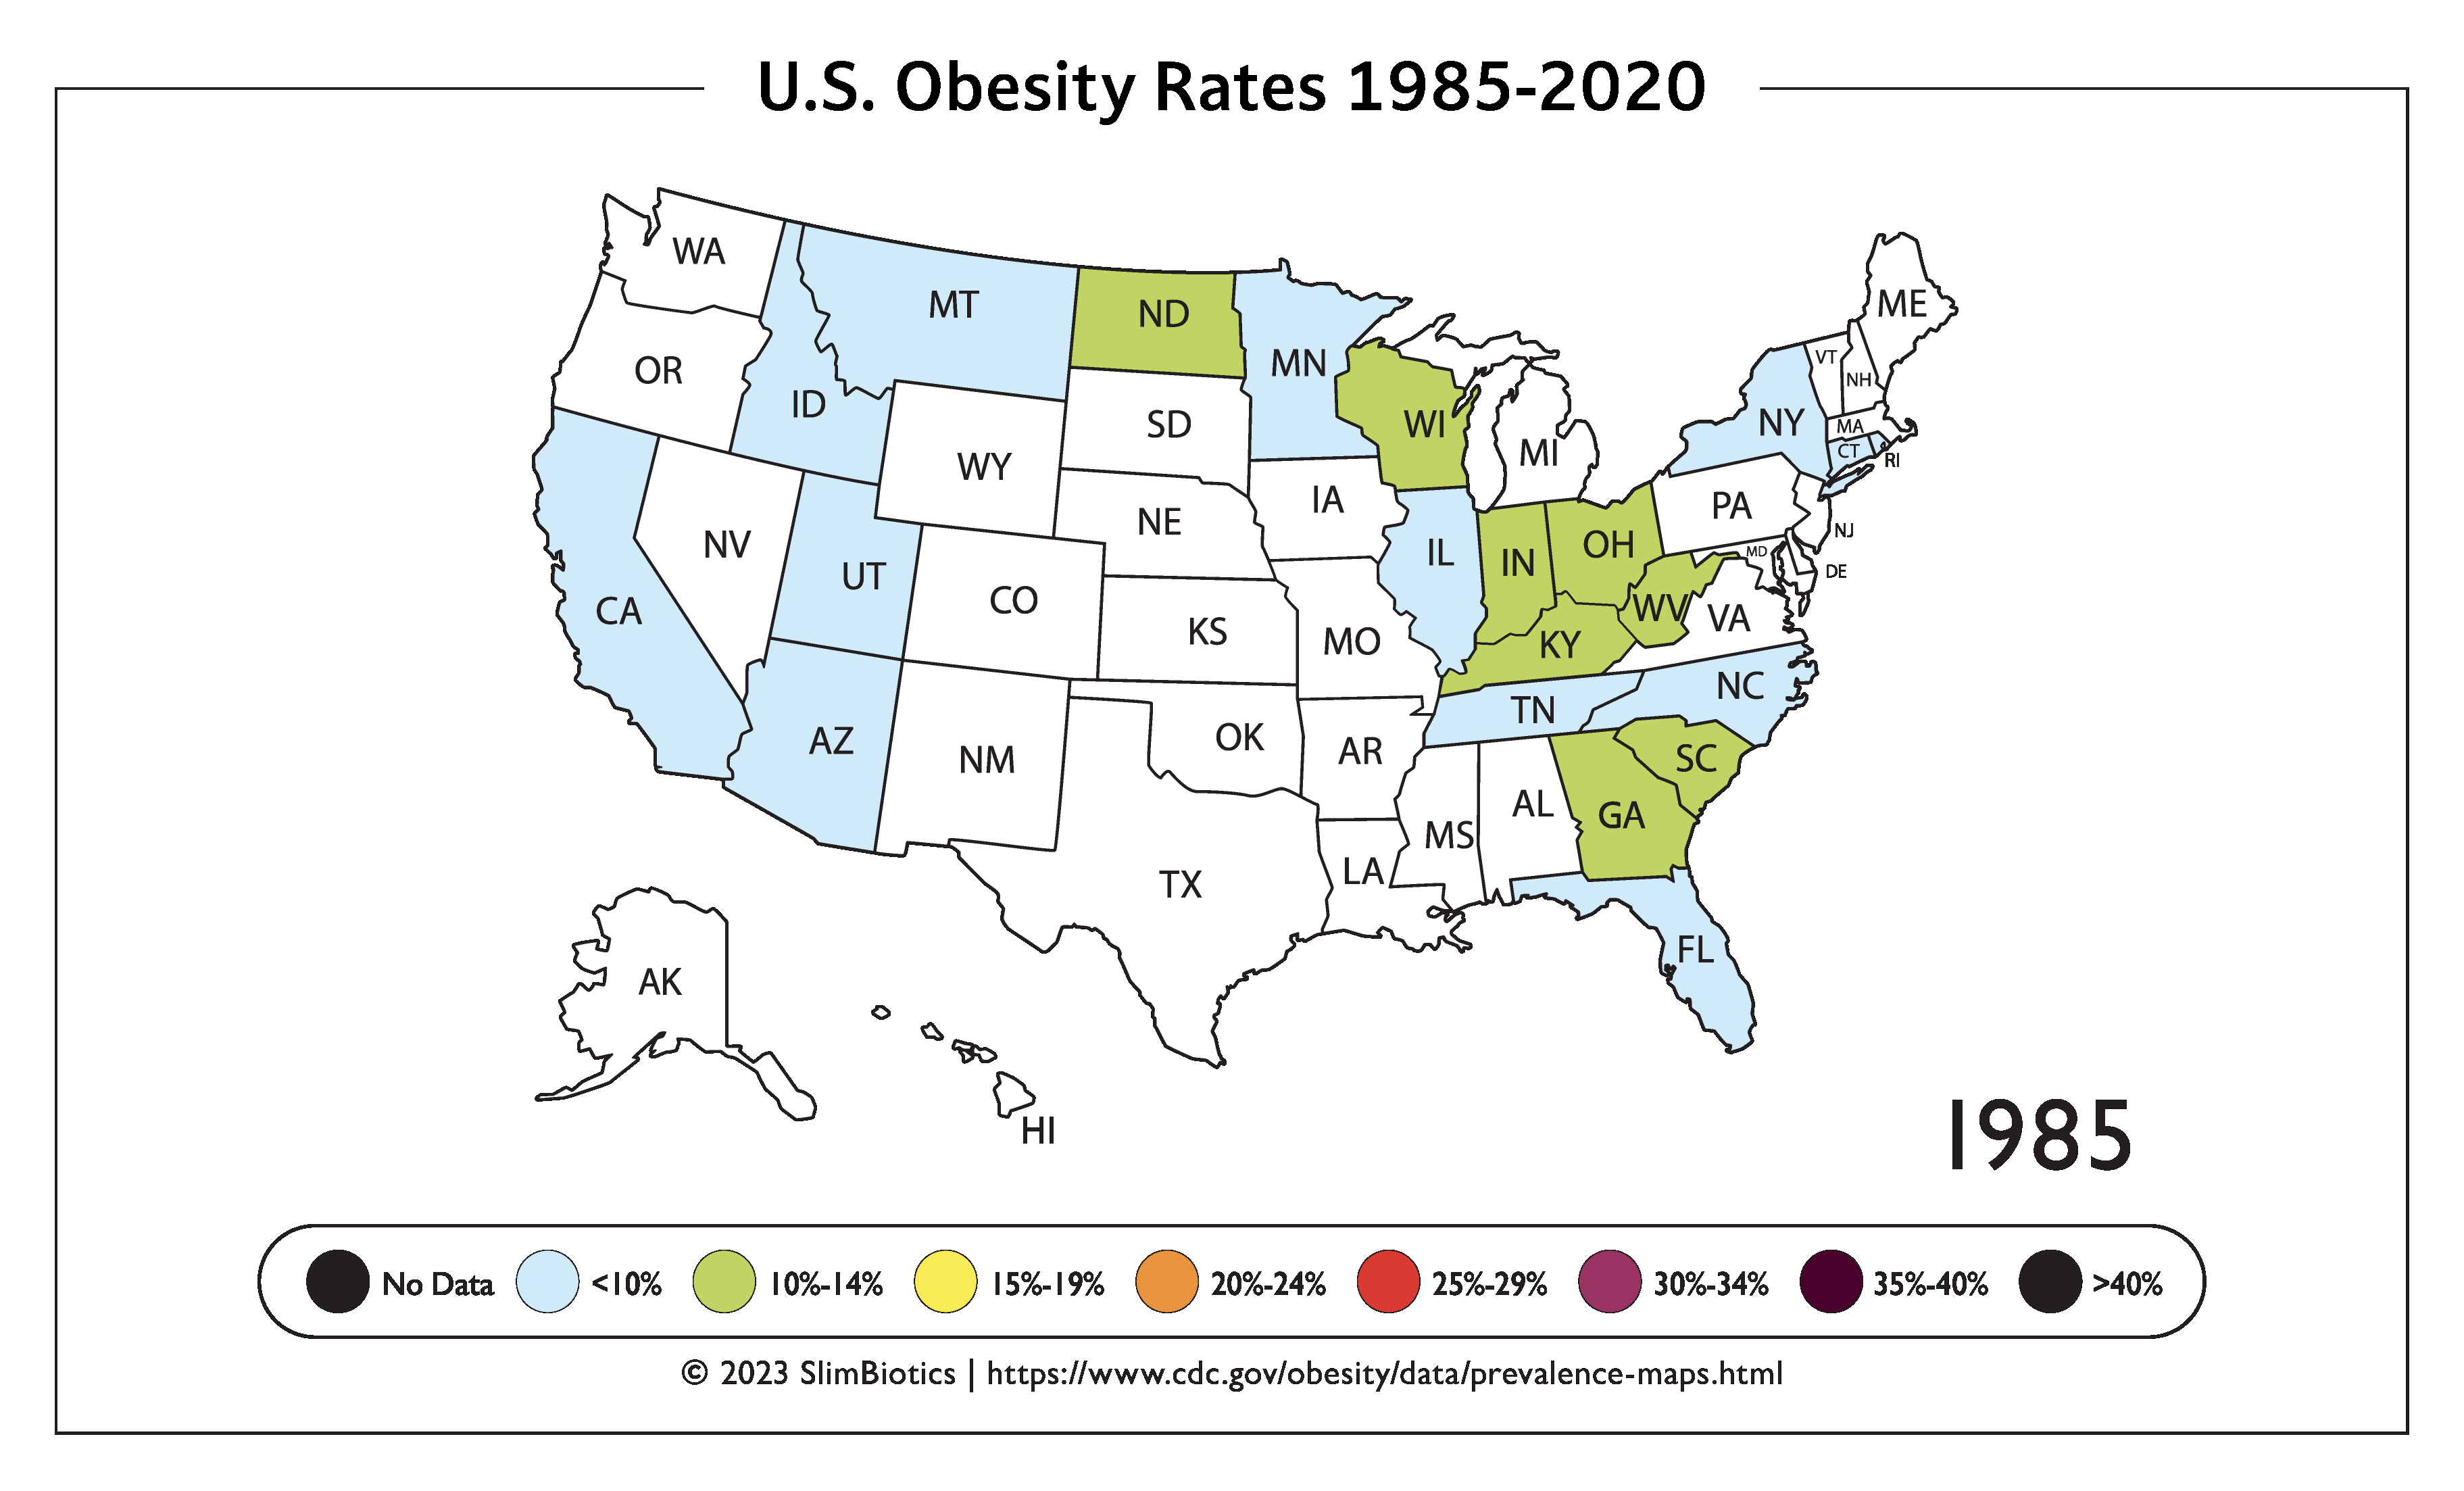 U.S. Obesity Rates 1985-2020
WA
MT
ND
MN
ME
OR
ID
VT
NH
SD
WI
NY
MA
WY
MI
CT
RI
IA
PA
NE
NV
NJ
UT
IL
IN
OH
MD
DE
CA
CO
KS
MO
KY
WV
VA
NC
TN
AZ
NM
OK
AR
SC
AL
GA
MS
TX
LA
FL
AK
HI
1985
No Data
<10%
10%-14%
15%-19%
20%-24%
25%-29%
30%-34%
35%-40%
>40%
© 2023 SlimBiotics | https://www.cdc.gov/obesity/data/prevalence-maps.html